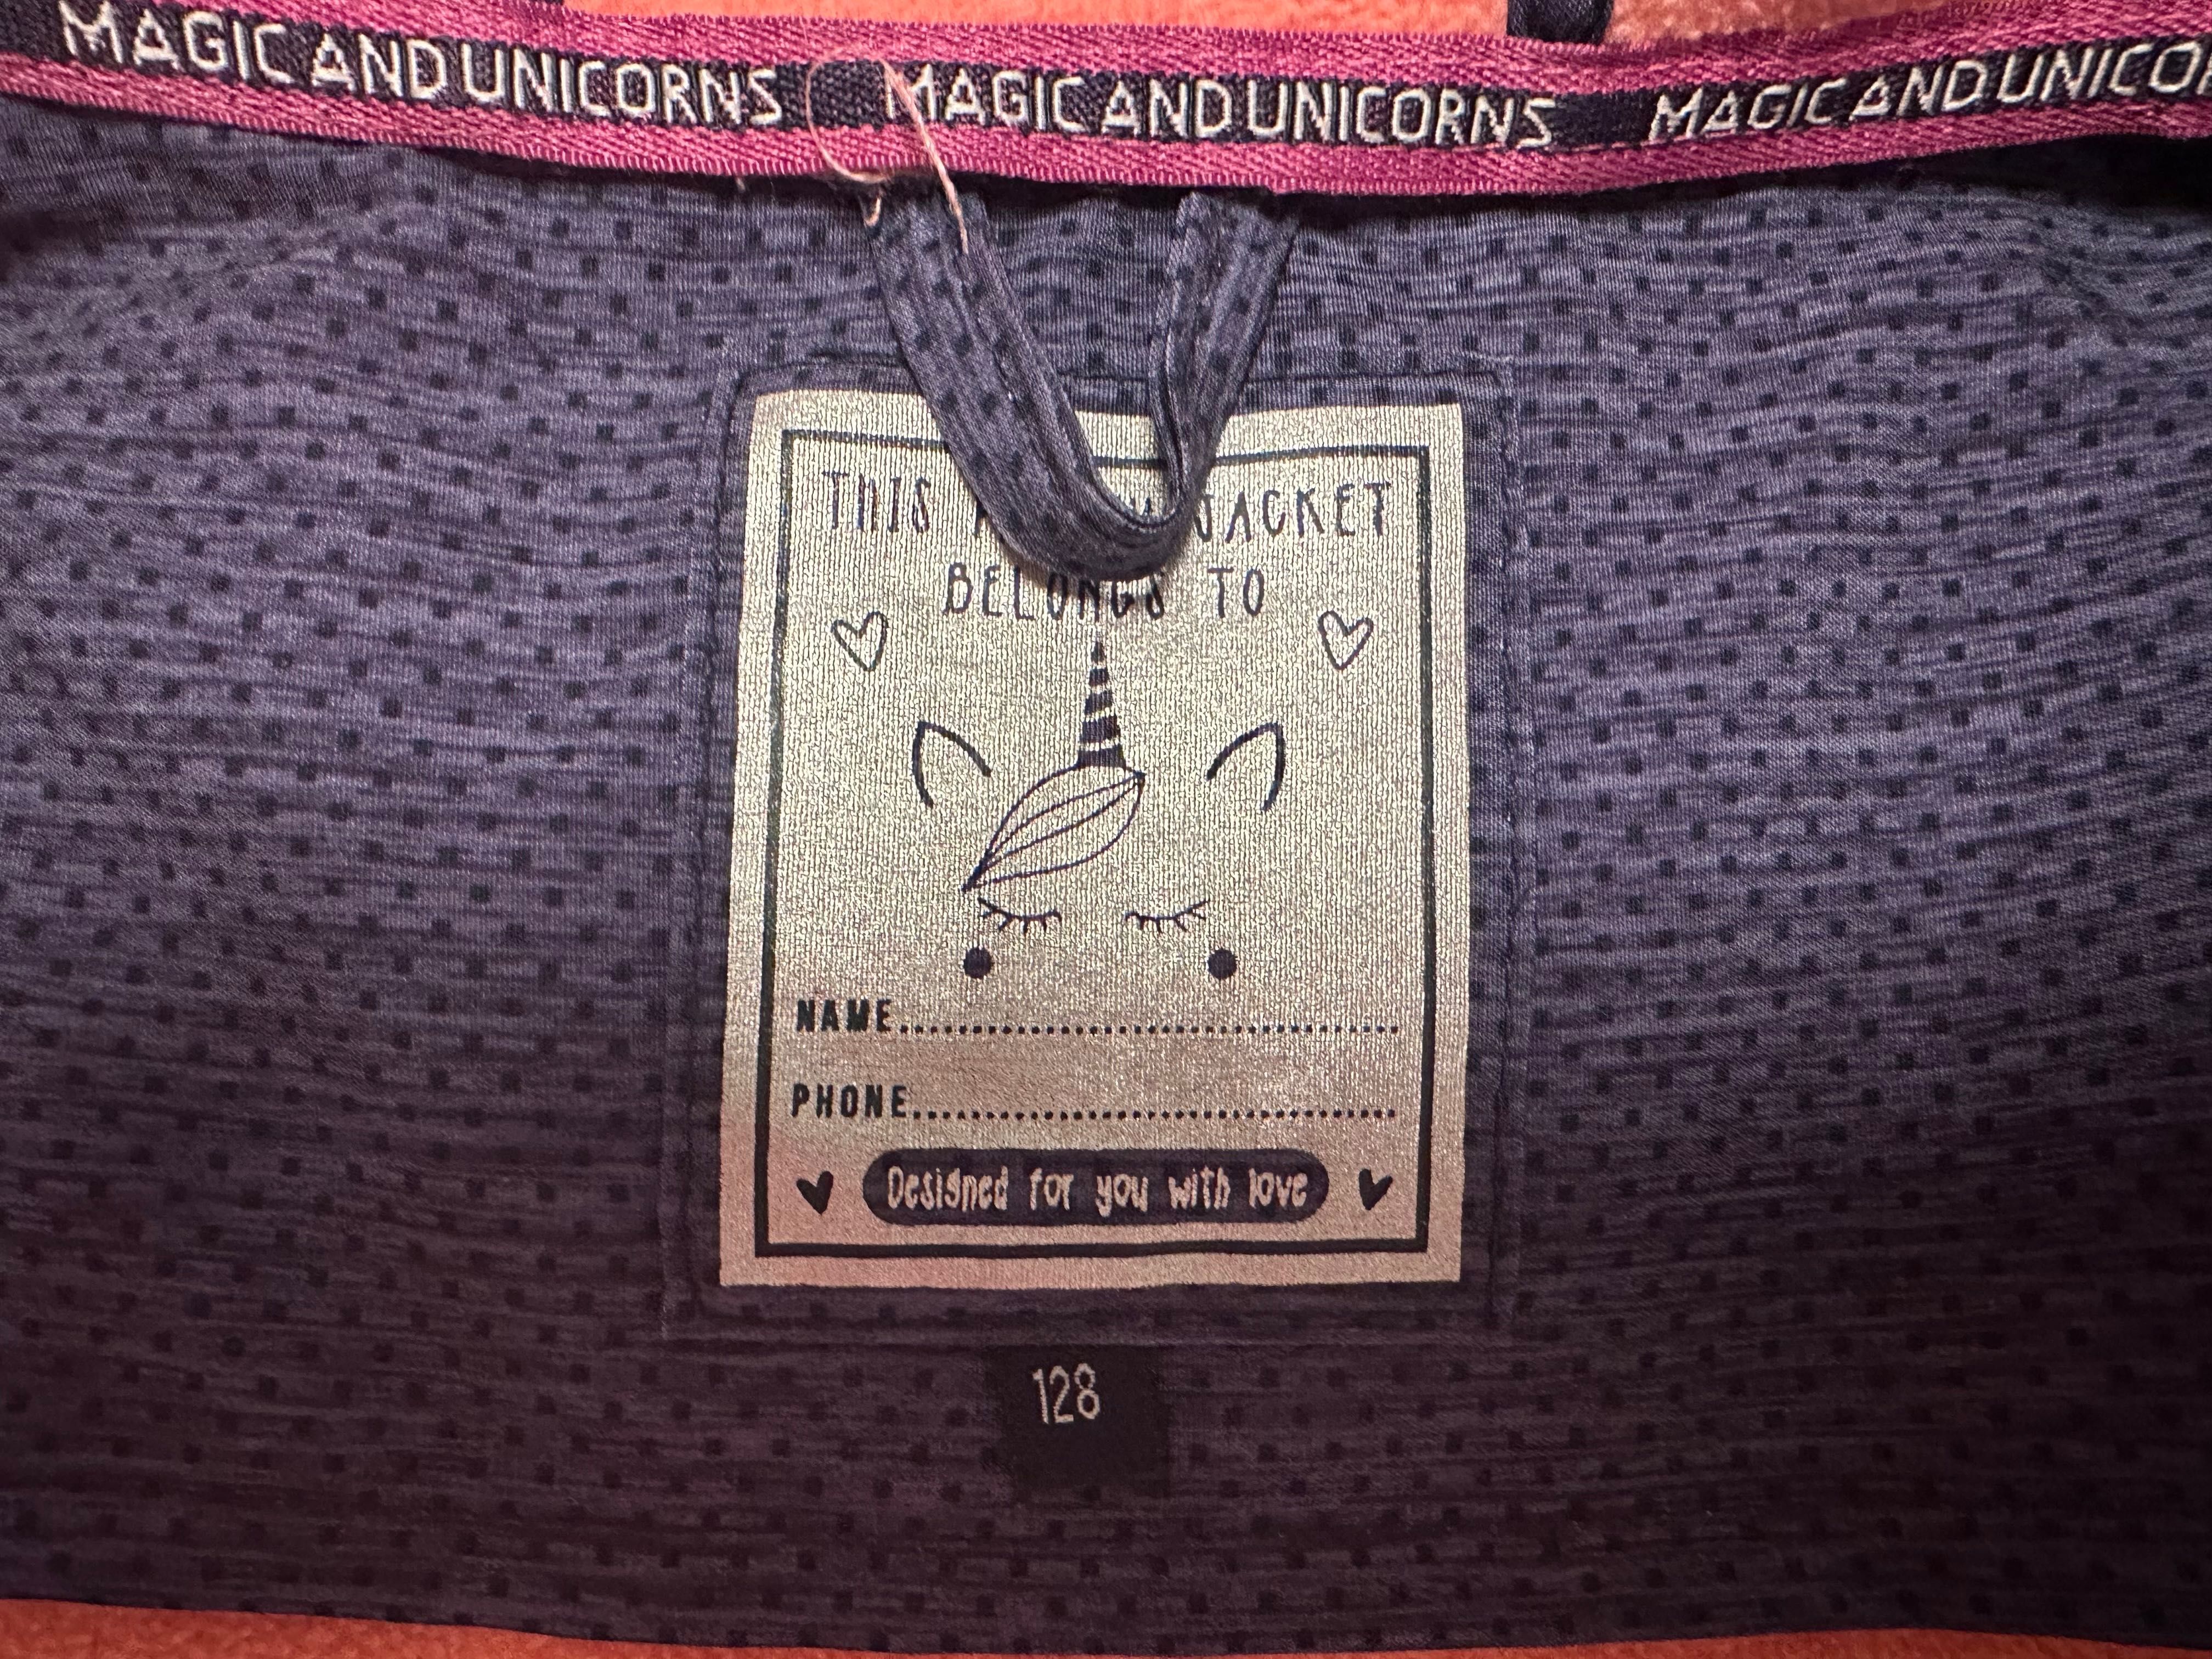 MAGIC AND UNICORNS MAGIC AND UNICORNS MAGIC AND UNICO
THIS JACKET
BELONGS TO
NAME
PHONE
Designed for you with love
128